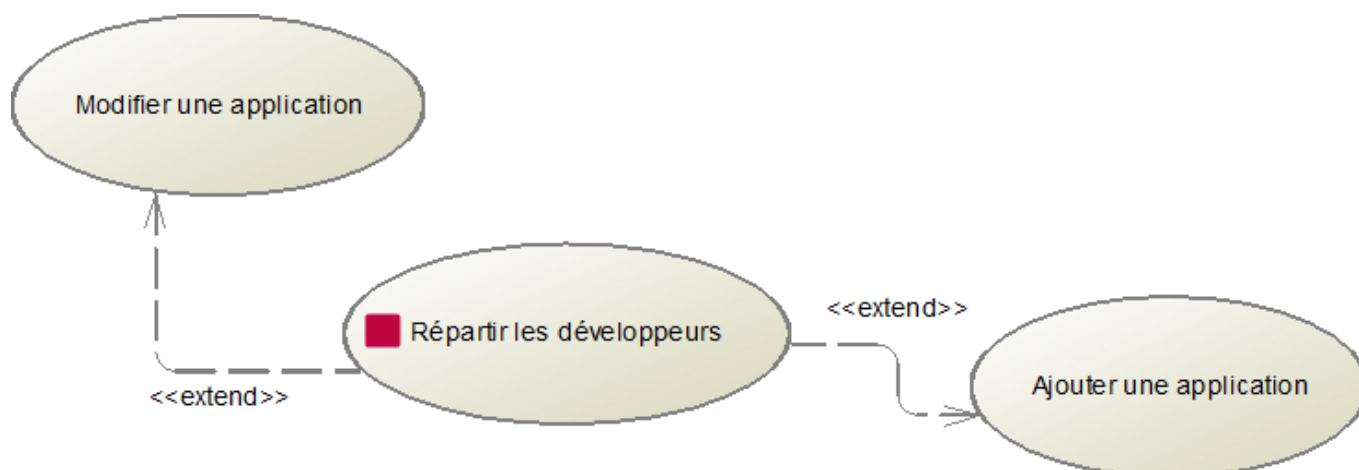 Modifier une application
<<extend>>
Répartir les développeurs
<<extend>>
Ajouter une application